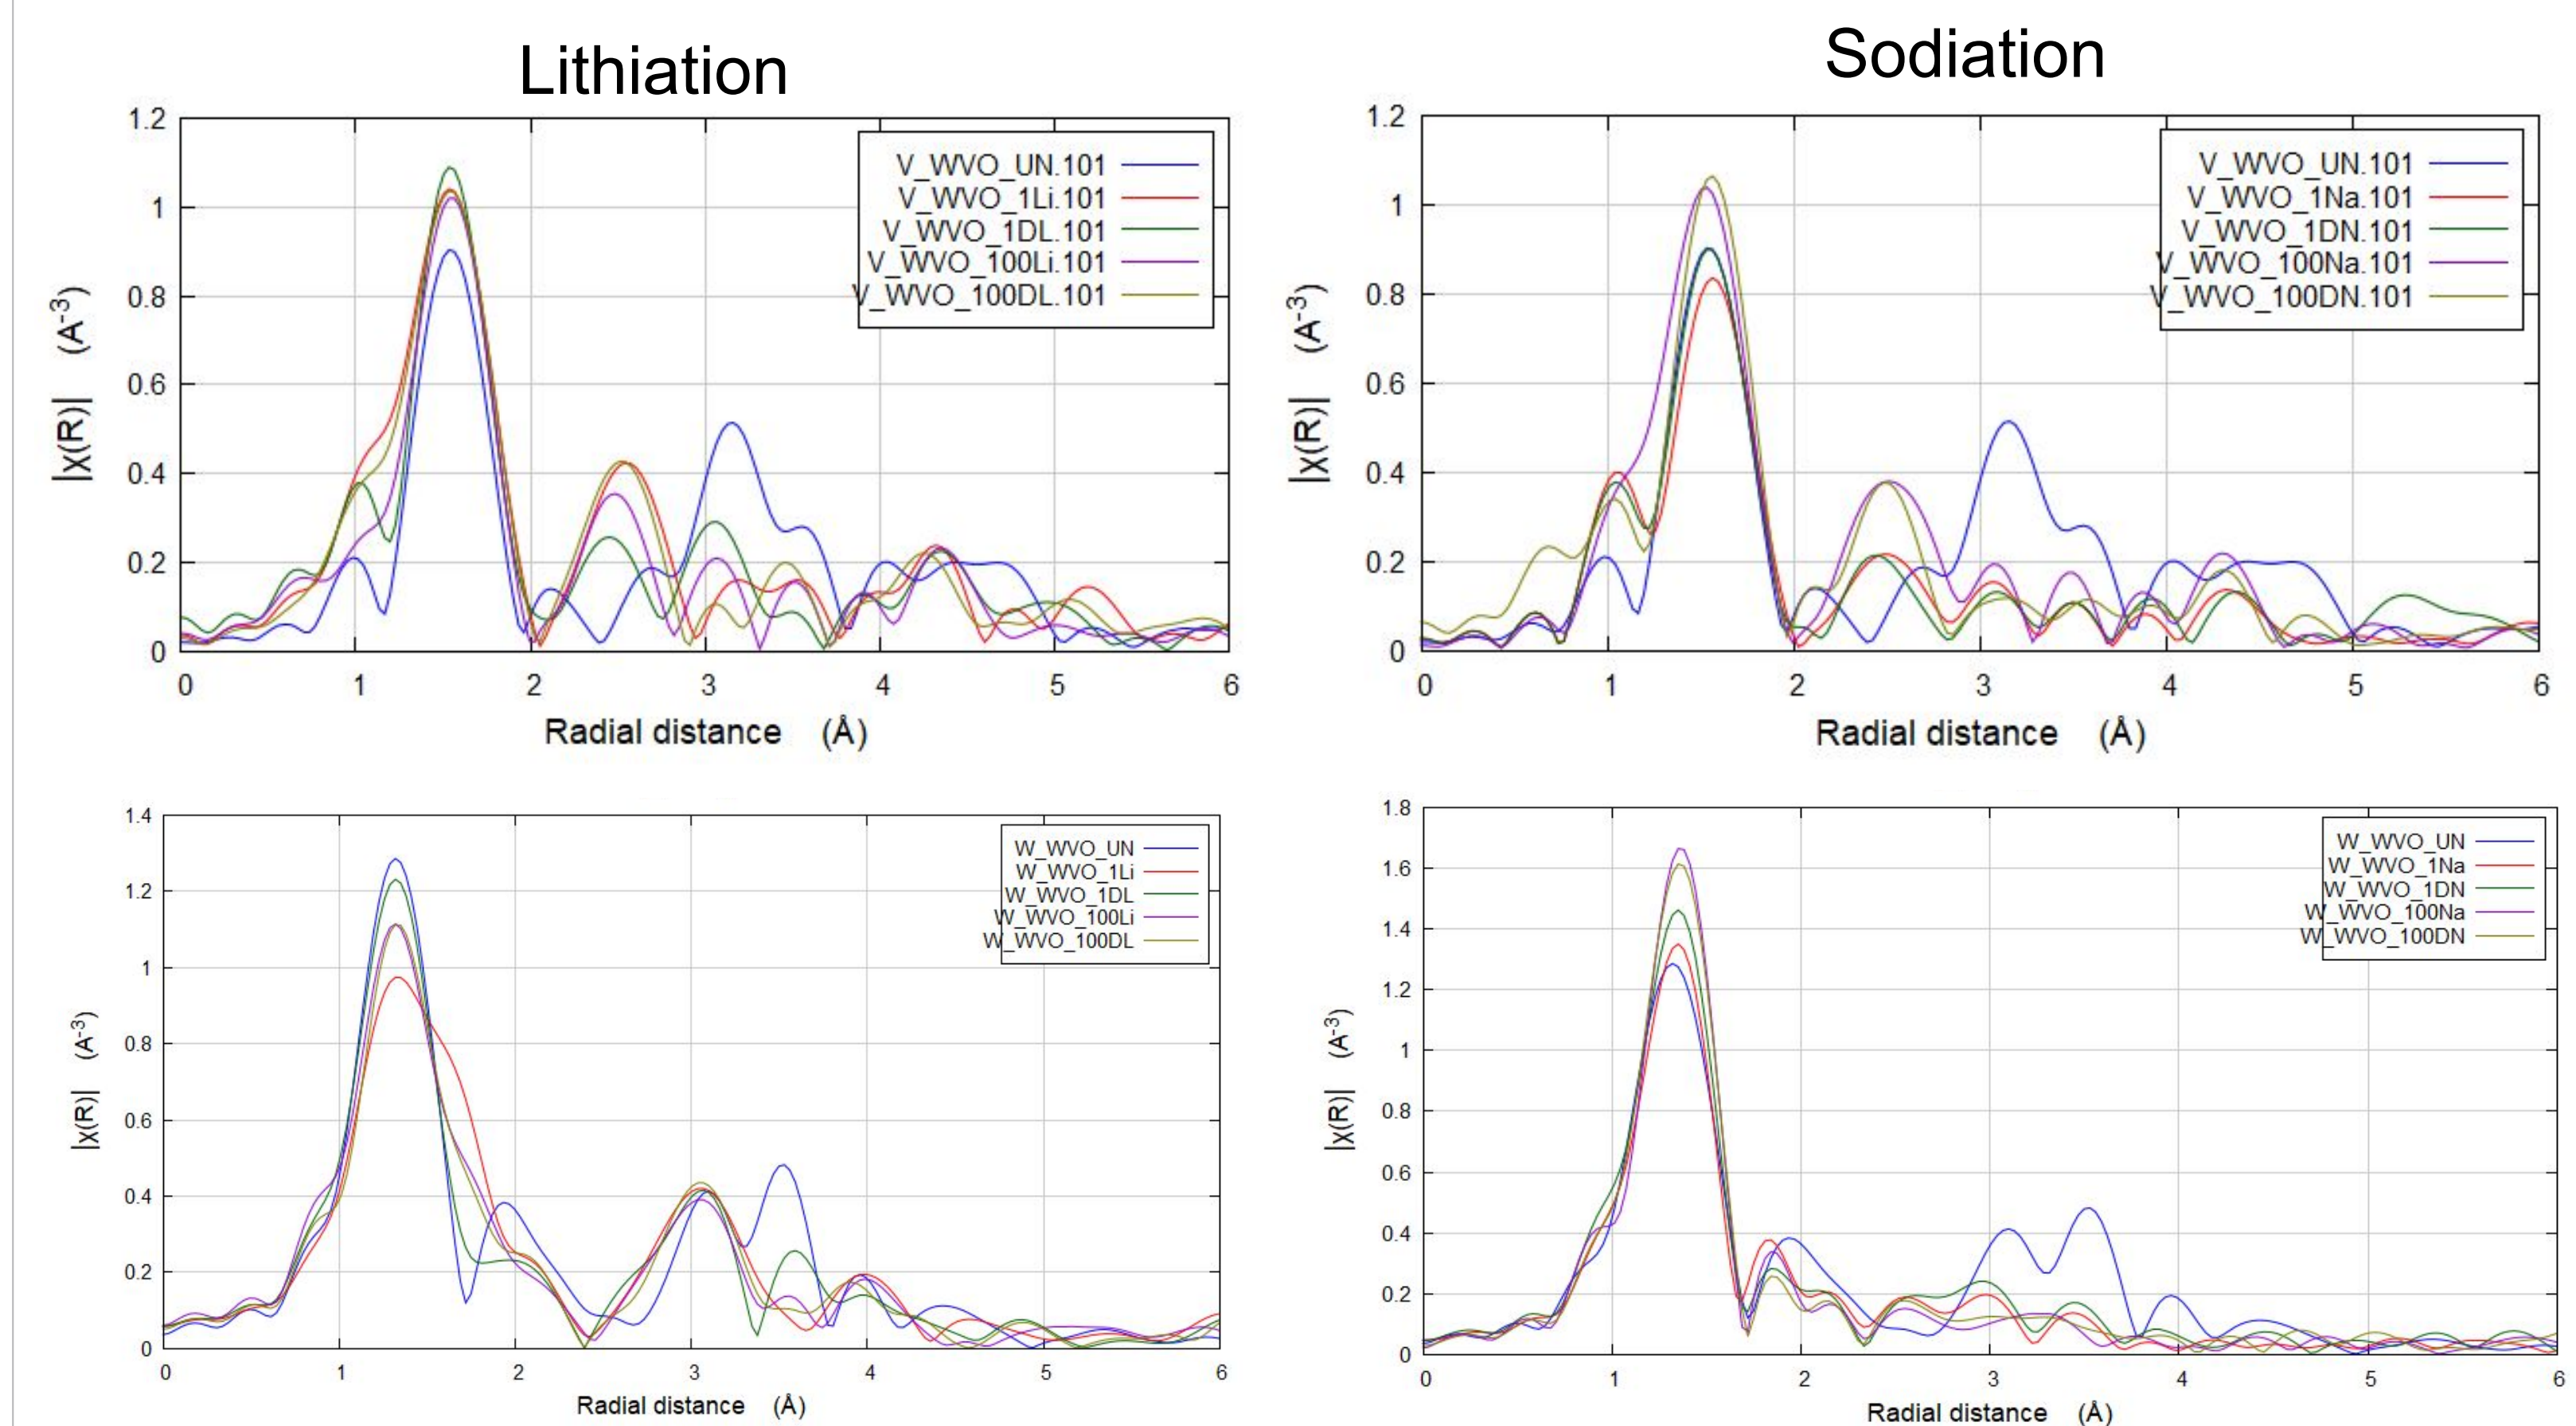 Lithiation
1.2
1
0.8
0.6
0.4
0.2
0
|χ(R)| (A-3)
V_WVO_UN.101
V_WVO_1Li.101
V_WVO_1DL.101
V_WVO_100Li.101
V_WVO_100DL.101
0 1 2 3 4 5 6
Radial distance (Å)
Sodiation
1.2
1
0.8
0.6
0.4
0.2
0
|χ(R)| (A-3)
V_WVO_UN.101
V_WVO_1Na.101
V_WVO_1DN.101
V_WVO_100Na.101
V_WVO_100DN.101
0 1 2 3 4 5 6
Radial distance (Å)
1.4
1.2
1
0.8
0.6
0.4
0.2
0
|χ(R)| (A-3)
W_WVO_UN
W_WVO_1Li
W_WVO_1DL
W_WVO_100Li
W_WVO_100DL
0 1 2 3 4 5 6
Radial distance (Å)
1.8
1.6
1.4
1.2
1
0.8
0.6
0.4
0.2
0
|χ(R)| (A-3)
W_WVO_UN
W_WVO_1Na
W_WVO_1DN
W_WVO_100Na
W_WVO_100DN
0 1 2 3 4 5 6
Radial distance (Å)